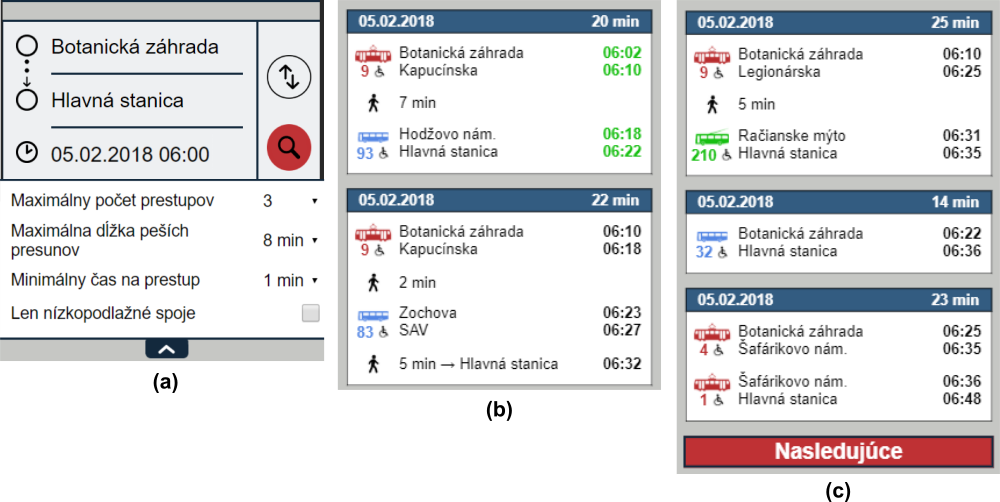 Botanická záhrada
Hlavná stanica
05.02.2018 06:00
Maximálny počet prestupov 3
Maximálna dĺžka peších
presunov 8 min
Minimálny čas na prestup 1 min
Len nízkopodlažné spoje
(a)
05.02.2018 20 min
Botanická záhrada 06:02
9 Kapucínska 06:10
7 min
Hodžovo nám. 06:18
93 Hlavná stanica 06:22
05.02.2018 22 min
Botanická záhrada 06:10
9 Kapucínska 06:18
2 min
Zochova 06:23
83 SAV 06:27
5 min → Hlavná stanica 06:32
(b)
05.02.2018 25 min
Botanická záhrada 06:10
9 Legionárska 06:25
5 min
Račianske mýto 06:31
210 Hlavná stanica 06:35
05.02.2018 14 min
Botanická záhrada 06:22
32 Hlavná stanica 06:36
05.02.2018 23 min
Botanická záhrada 06:25
4 Šafárikovo nám. 06:35
Šafárikovo nám. 06:36
1 Hlavná stanica 06:48
Nasledujúce
(c)